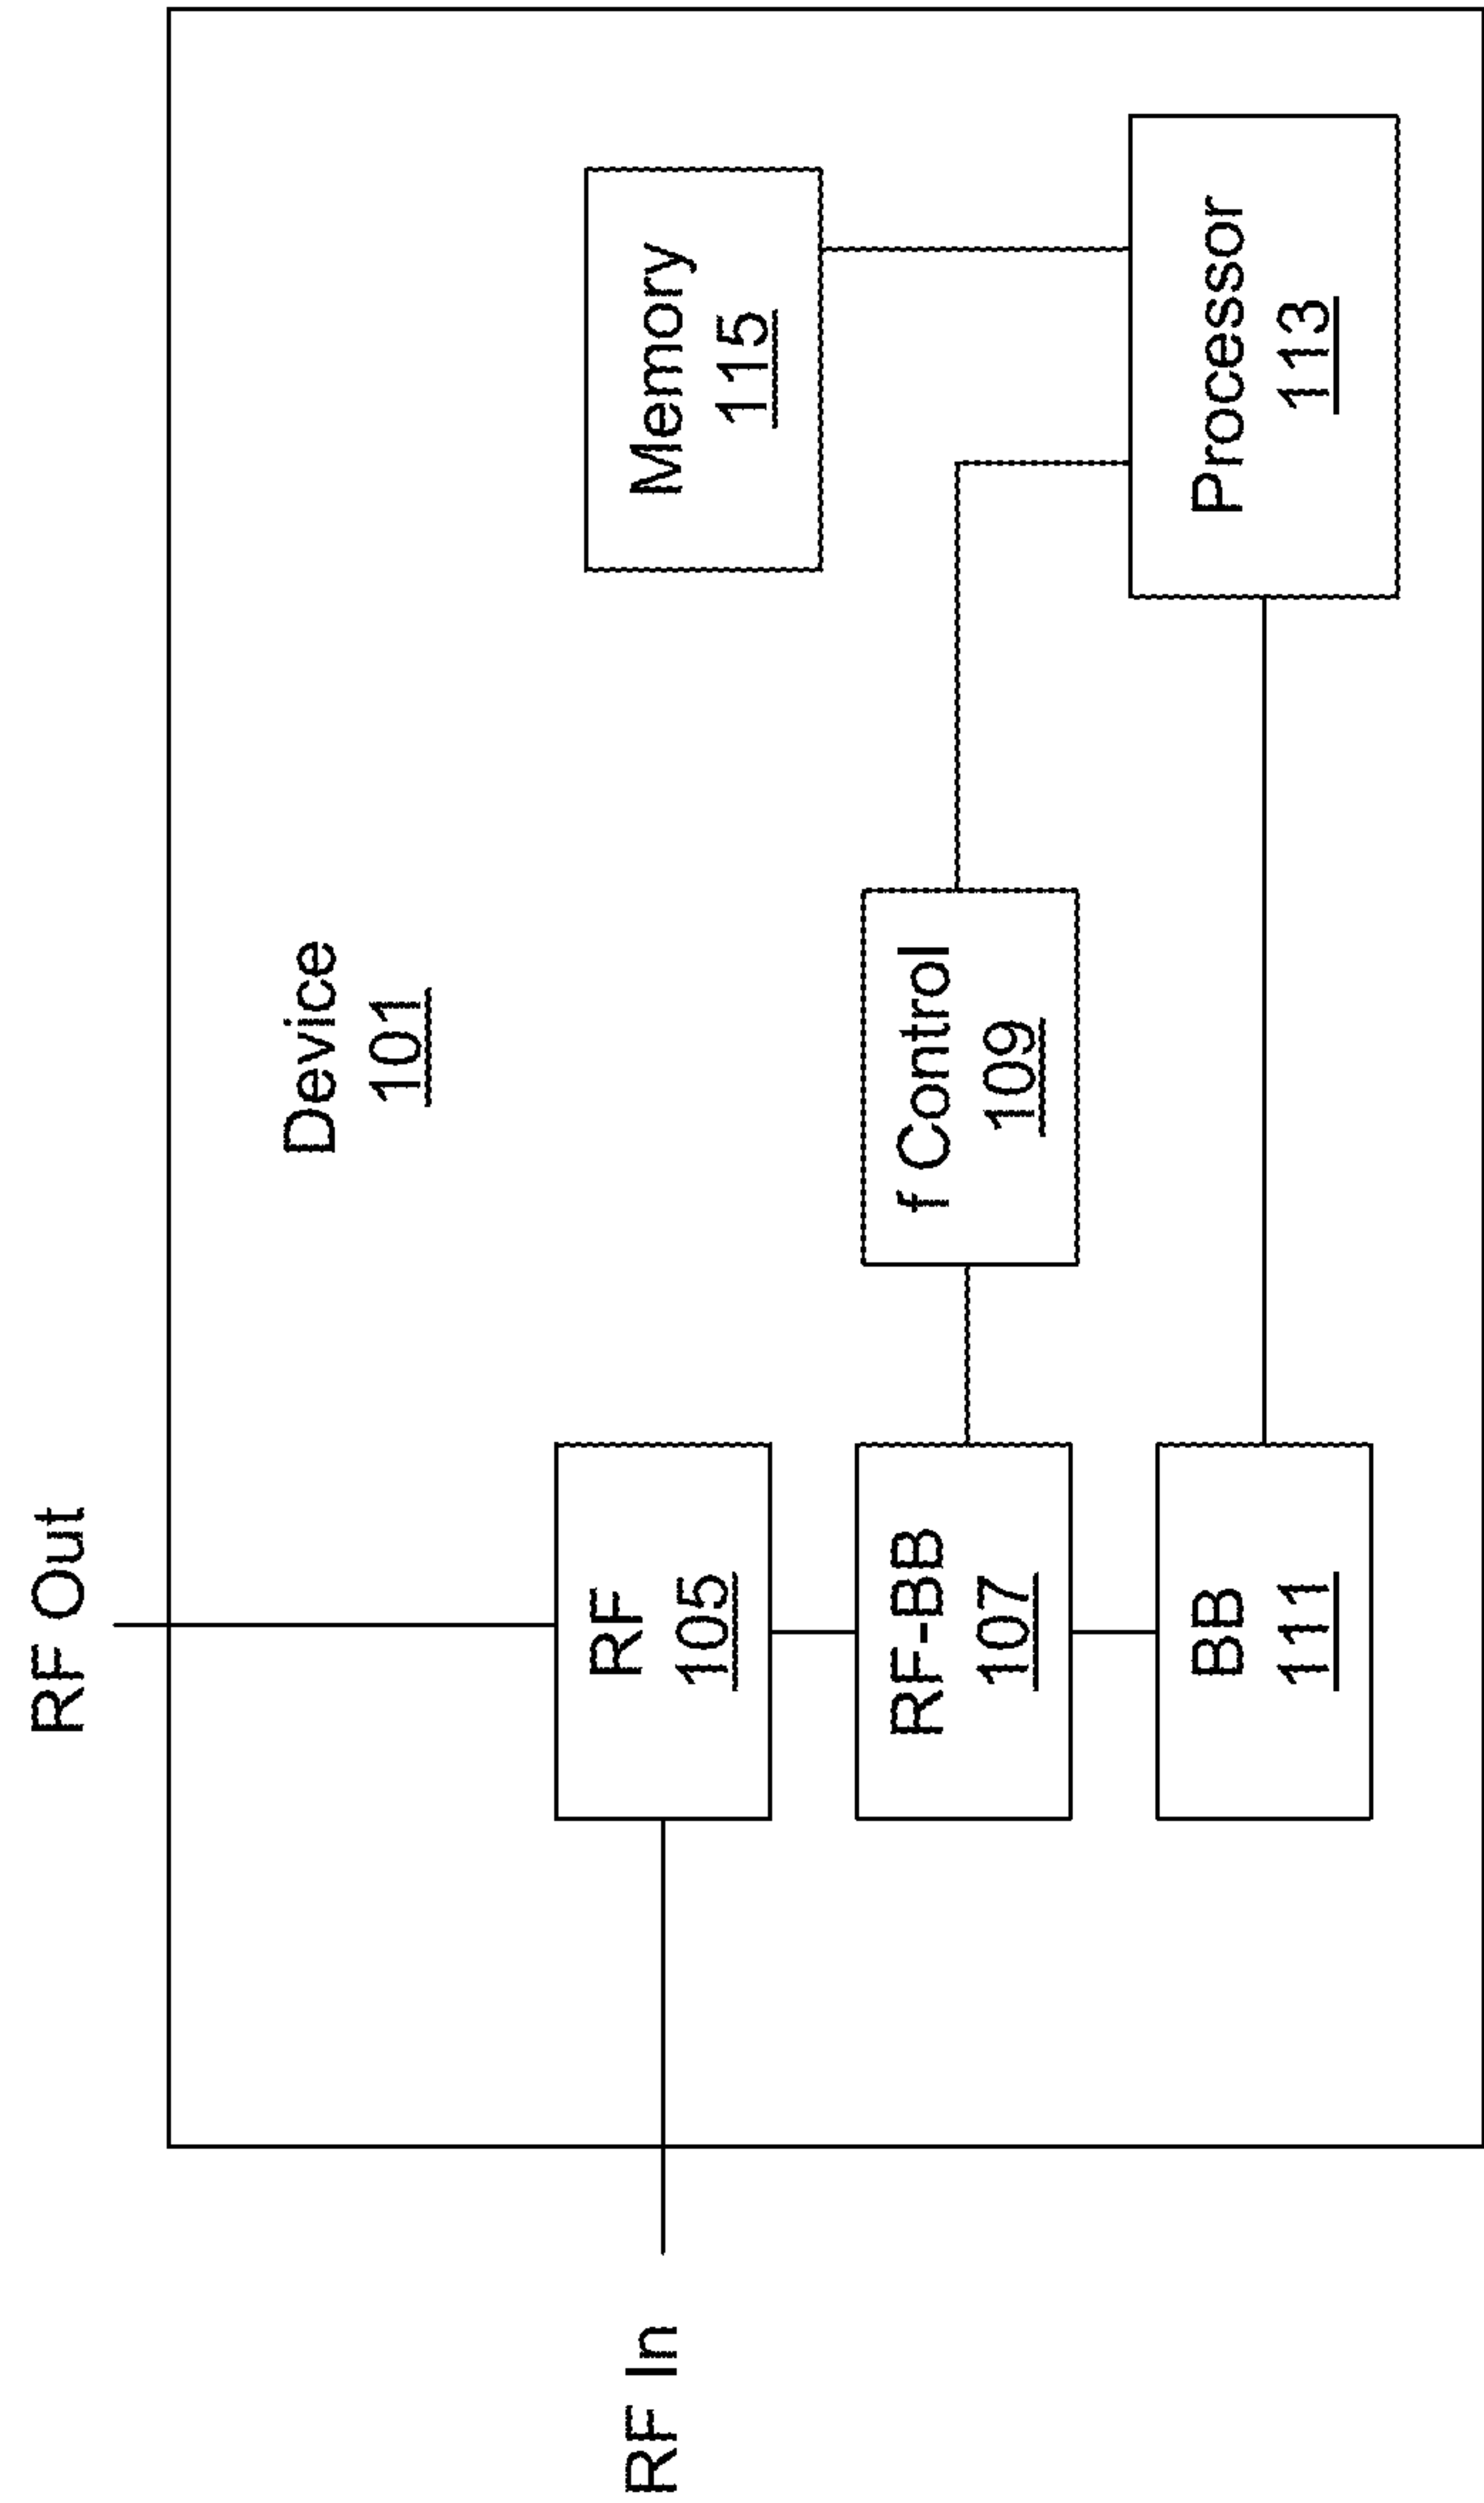 RF Out
Device
101
RF In
RF
105
Memory
115
RF-BB
107
f Control
109
BB
111
Processor
113